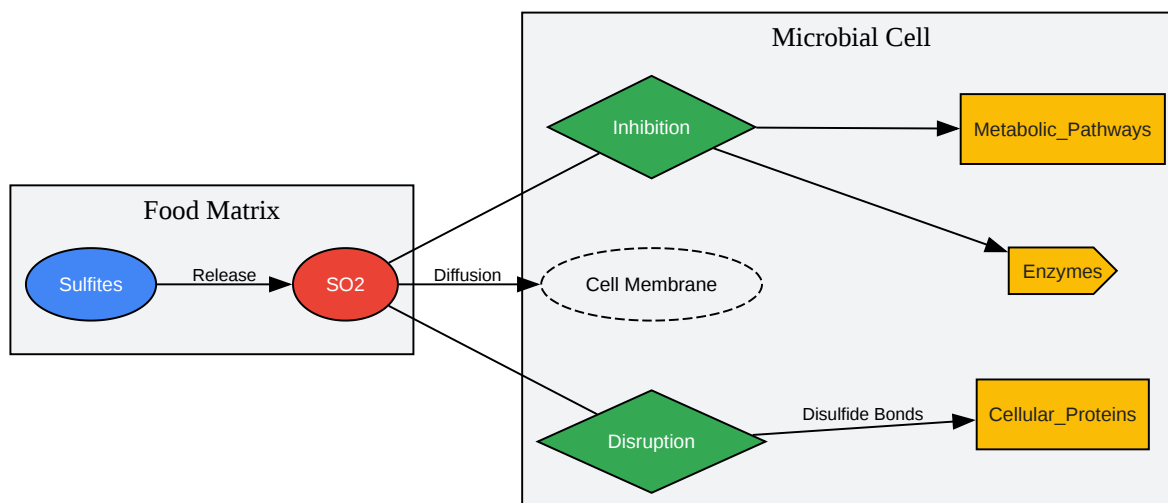 Microbial Cell
Inhibition
Metabolic_Pathways
Food Matrix
Sulfites
Release
SO2
Diffusion
Cell Membrane
Enzymes
Disruption
Disulfide Bonds
Cellular_Proteins